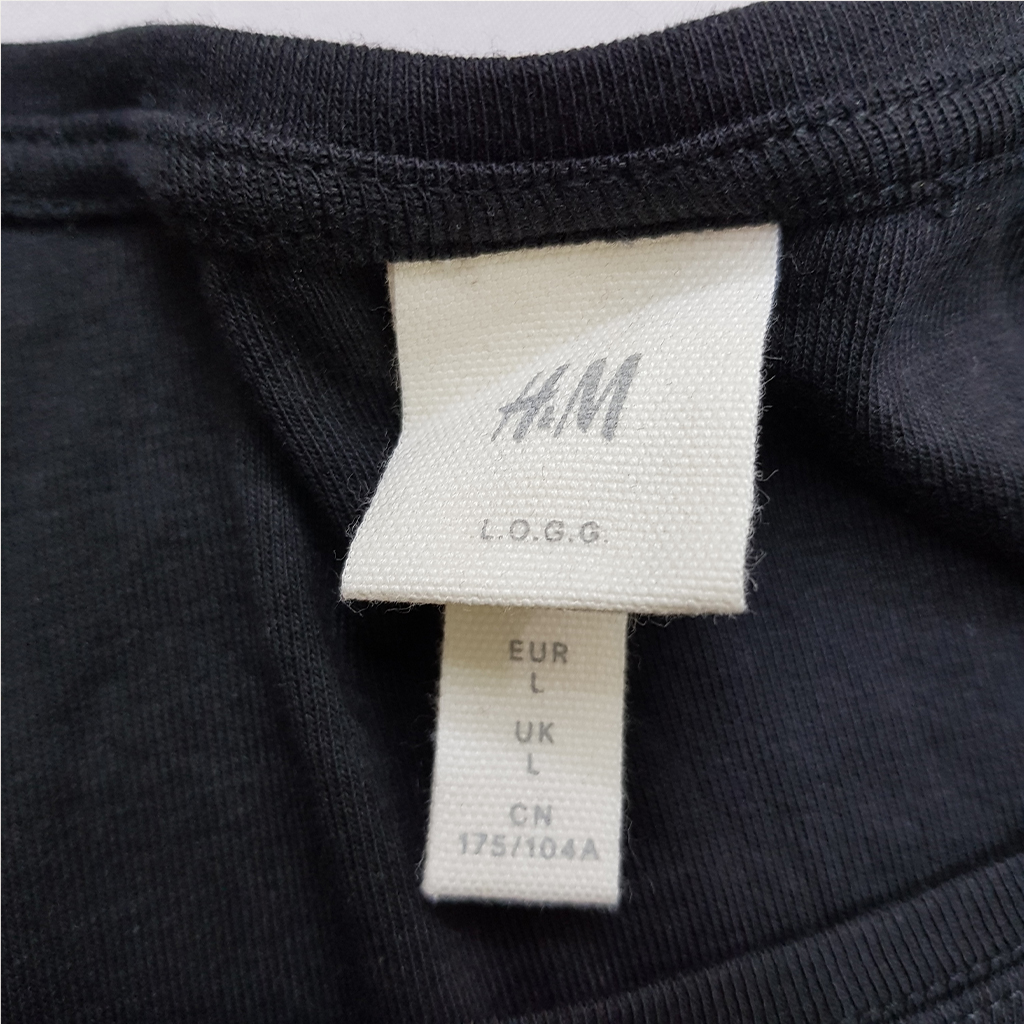 H&M
L.O.G.G.
EUR
L
UK
L
CN
175/104A